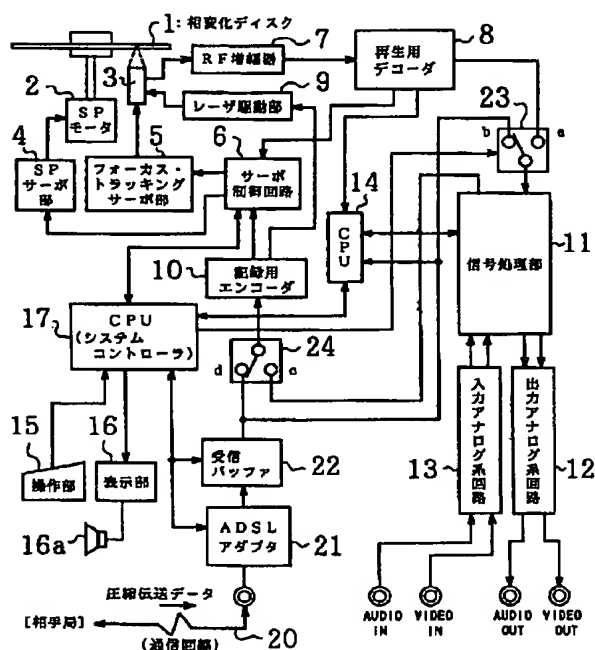 1:相変化ディスク
7
RF増幅器
8
再生用
デコーダ
2
SP
モータ
3
9
レーザ駆動部
23
b
a
4
SP
サーボ部
5
フォーカス・
トラッキング
サーボ部
6
サーボ
制御回路
14
CPU
11
信号処理部
10
記録用
エンコーダ
17
CPU
(システム
コントローラ)
24
d
c
15
操作部
16
表示部
16a
受信
バッファ
22
ADSL
アダプタ
21
13
入力アナログ系回路
出力アナログ系回路
12
圧縮伝送データ
[相手局]
(通信回線)
20
AUDIO
IN
VIDEO
IN
AUDIO
OUT
VIDEO
OUT